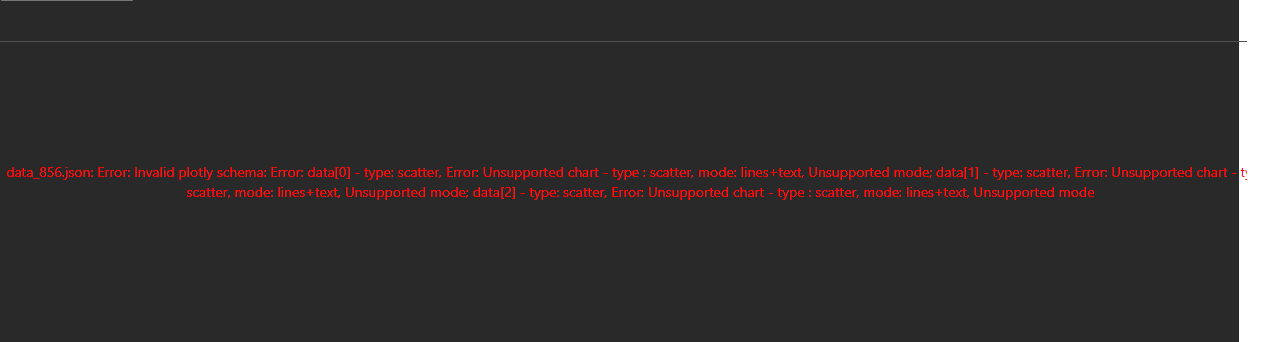 data_856.json: Error: Invalid plotly schema: Error: data[0] - type: scatter, Error: Unsupported chart - type : scatter, mode: lines+text, Unsupported mode; data[1] - type: scatter, Error: Unsupported chart -
scatter, mode: lines+text, Unsupported mode; data[2] - type: scatter, Error: Unsupported chart - type : scatter, mode: lines+text, Unsupported mode